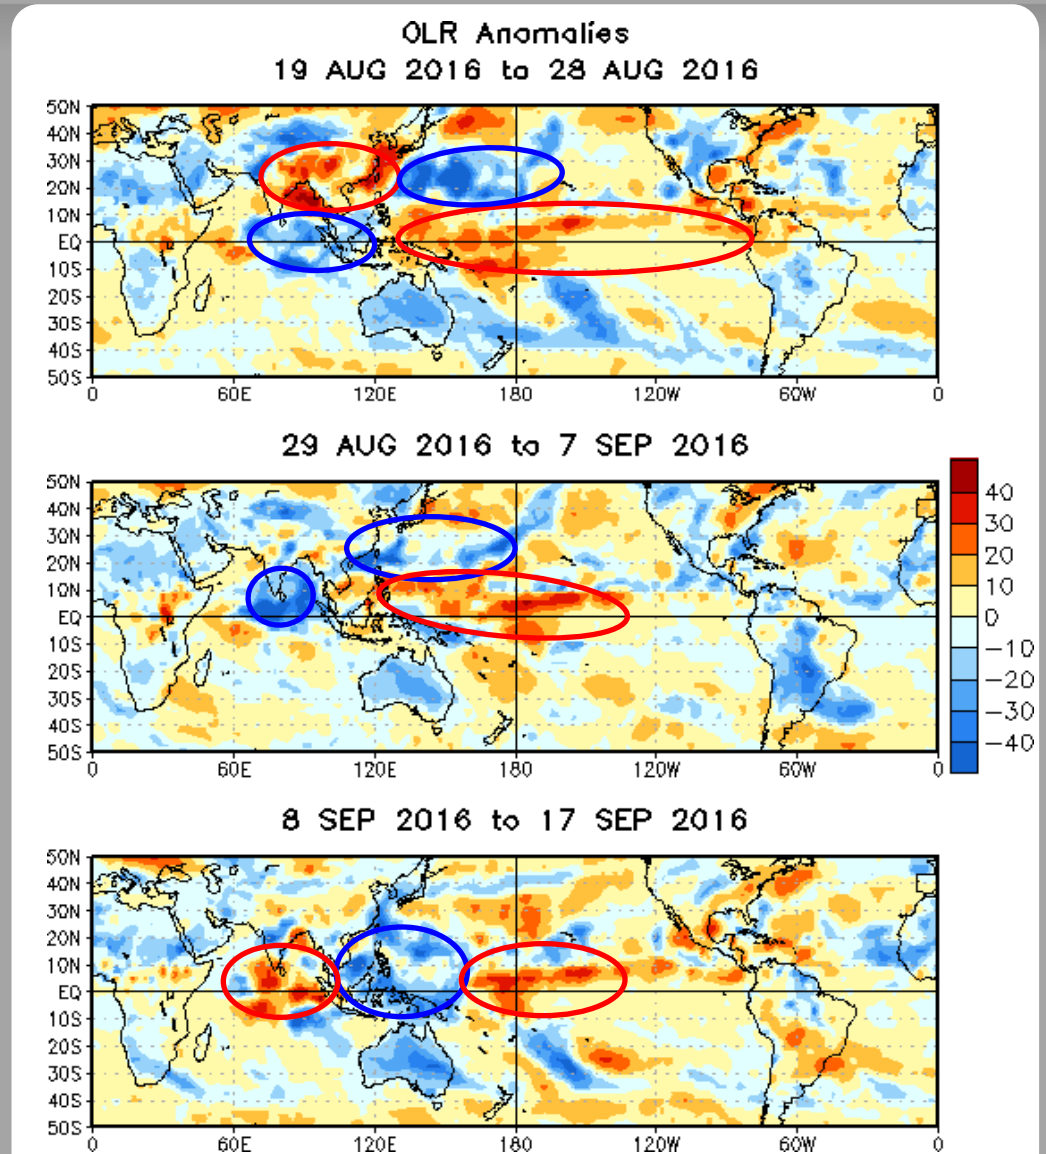 OLR Anomalies
19 AUG 2016 to 28 AUG 2016
50N
40N
30N
20N
10N
EQ
10S
20S
30S
40S
50S
0 60E 120E 180 120W 60W 0
29 AUG 2016 to 7 SEP 2016
50N
40N
30N
20N
10N
EQ
10S
20S
30S
40S
50S
0 60E 120E 180 120W 60W 0
40
30
20
10
0
-10
-20
-30
-40
8 SEP 2016 to 17 SEP 2016
50N
40N
30N
20N
10N
EQ
10S
20S
30S
40S
50S
0 60E 120E 180 120W 60W 0